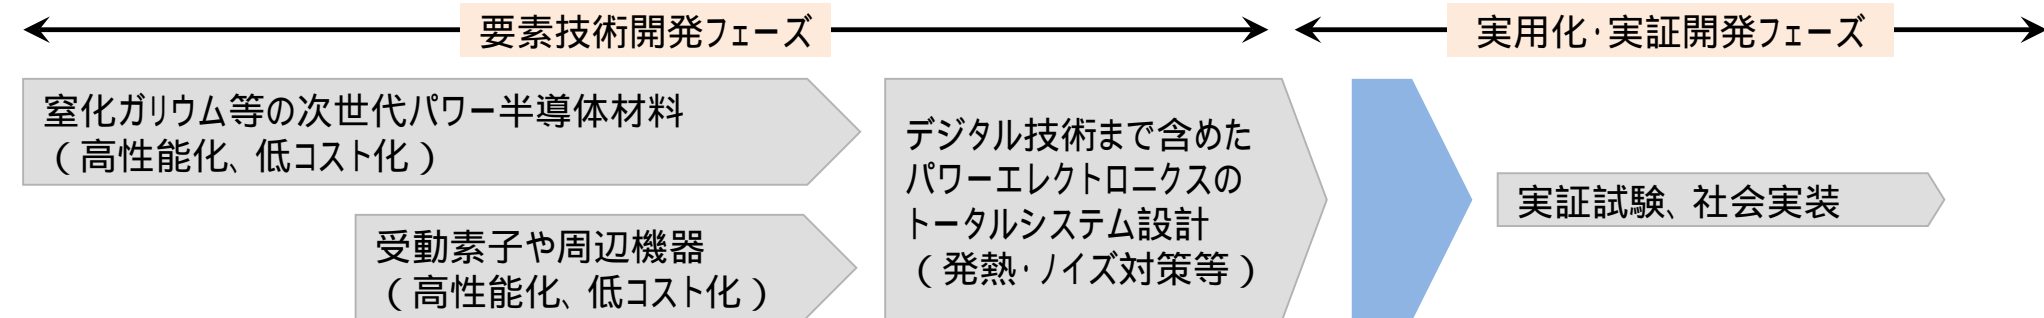 要素技術開発フェーズ
実用化・実証開発フェーズ
窒化ガリウム等の次世代パワー半導体材料
（高性能化、低コスト化）
受動素子や周辺機器
（高性能化、低コスト化）
デジタル技術まで含めた
パワーエレクトロニクスの
トータルシステム設計
（発熱・ノイズ対策等）
実証試験、社会実装